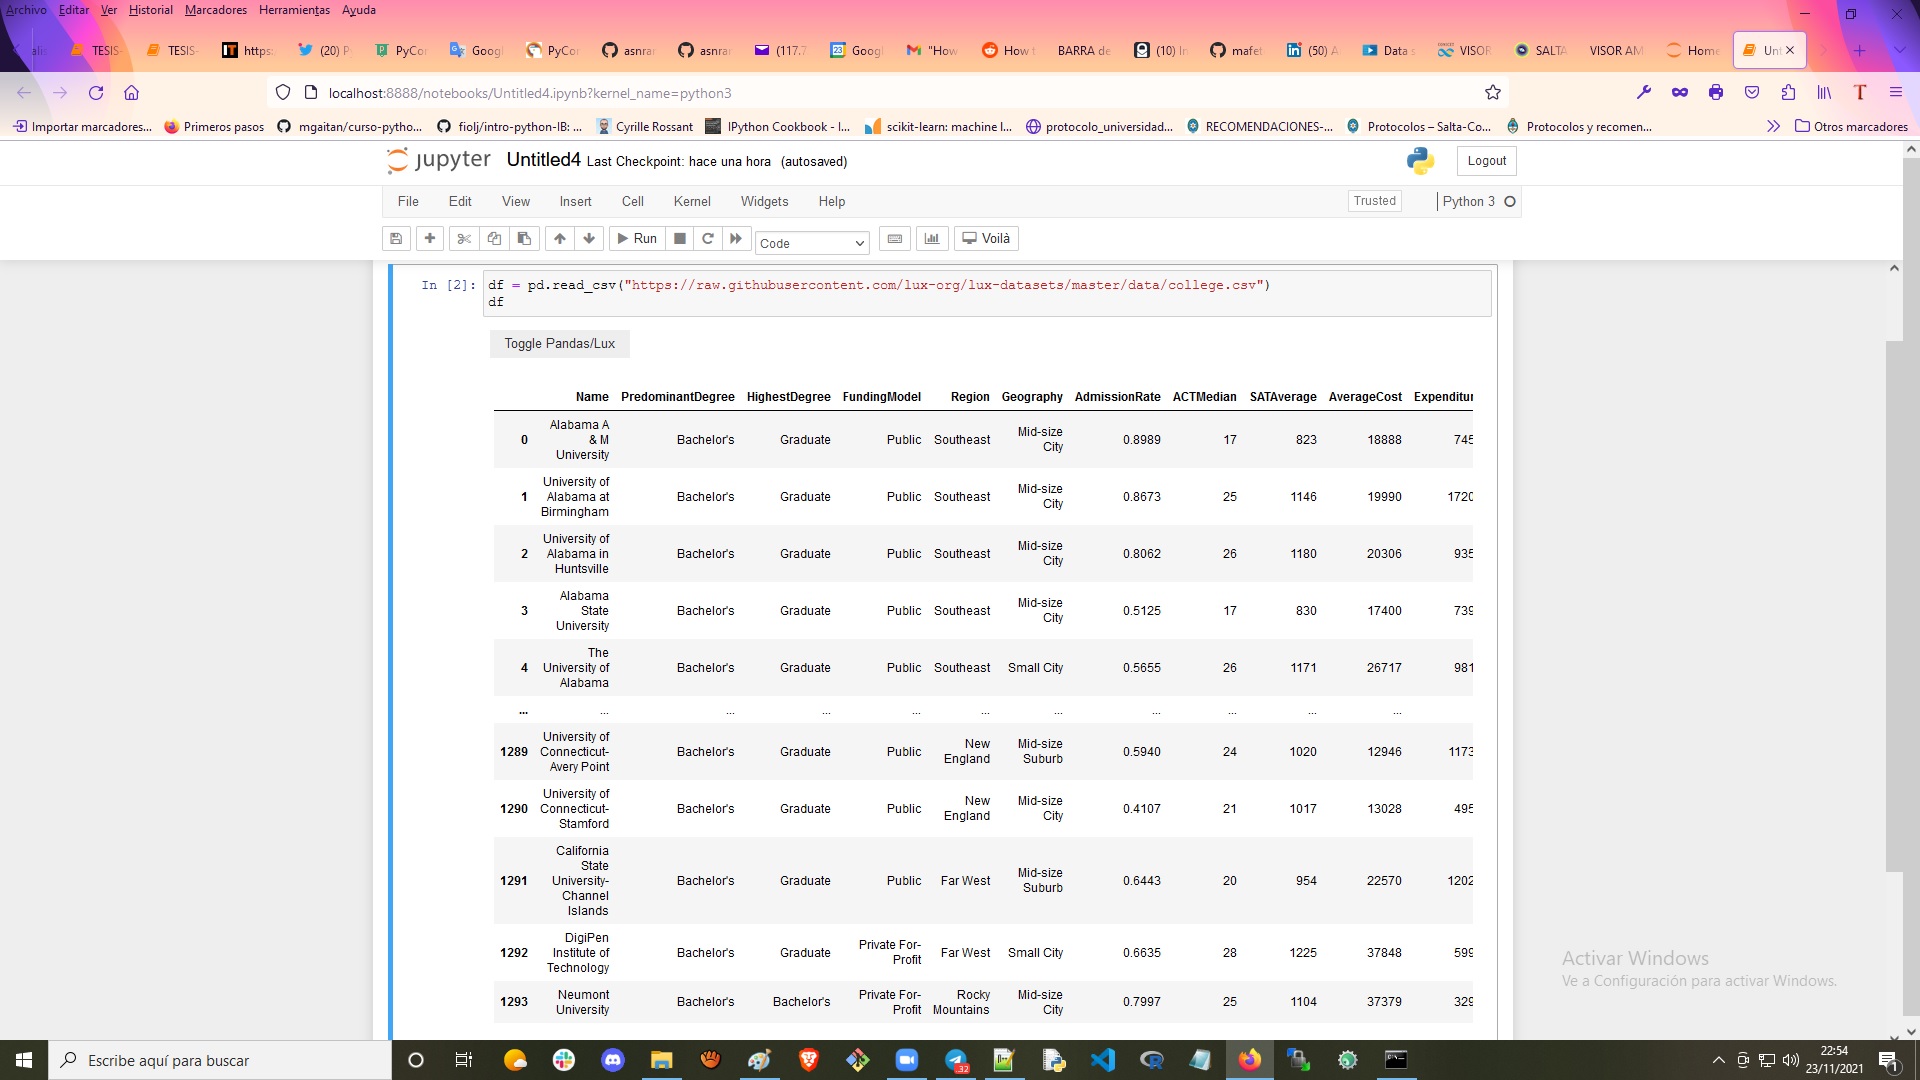 Archivo Editar Ver Historial Marcadores Herramientas Ayuda
TESIS- TESIS- https: (20) P PyCo Goog PyCo asnra asnra (117.7 Goog "How How t BARRA de (10) In mafet (50) A Data s VISOR SALTA VISOR AM Home Unt
localhost:8888/notebooks/Untitled4.ipynb?kernel_name=python3
Importar marcadores... Primeros pasos mgaitan/curso-pytho... fiolj/intro-python-IB: ... Cyrille Rossant IPython Cookbook - I... scikit-learn: machine l... protocolo_universidad... RECOMENDACIONES-... Protocolos – Salta-Co... Protocolos y recomen... Otros marcadores
jupyter Untitled4 Last Checkpoint: hace una hora (autosaved) Logout
File Edit View Insert Cell Kernel Widgets Help Trusted Python 3
Run Code Voilà
In [2]: df = pd.read_csv("https://raw.githubusercontent.com/lux-org/lux-datasets/master/data/college.csv")
df
Toggle Pandas/Lux
Name PredominantDegree HighestDegree FundingModel Region Geography AdmissionRate ACTMedian SATAverage AverageCost Expenditur
0 Alabama A & M University Bachelor's Graduate Public Southeast Mid-size City 0.8989 17 823 18888 745
1 University of Alabama at Birmingham Bachelor's Graduate Public Southeast Mid-size City 0.8673 25 1146 19990 1720
2 University of Alabama in Huntsville Bachelor's Graduate Public Southeast Mid-size City 0.8062 26 1180 20306 935
3 Alabama State University Bachelor's Graduate Public Southeast Mid-size City 0.5125 17 830 17400 739
4 The University of Alabama Bachelor's Graduate Public Southeast Small City 0.5655 26 1171 26717 981
... ... ... ... ... ... ... ... ... ... ...
1289 University of Connecticut-Avery Point Bachelor's Graduate Public New England Mid-size Suburb 0.5940 24 1020 12946 1173
1290 University of Connecticut-Stamford Bachelor's Graduate Public New England Mid-size City 0.4107 21 1017 13028 495
1291 California State University-Channel Islands Bachelor's Graduate Public Far West Mid-size Suburb 0.6443 20 954 22570 1202
1292 DigiPen Institute of Technology Bachelor's Graduate Private For-Profit Far West Small City 0.6635 28 1225 37848 599
1293 Neumont University Bachelor's Bachelor's Private For-Profit Rocky Mountains Mid-size City 0.7997 25 1104 37379 329
Activar Windows
Ve a Configuración para activar Windows.
Escribe aquí para buscar
22:54
23/11/2021